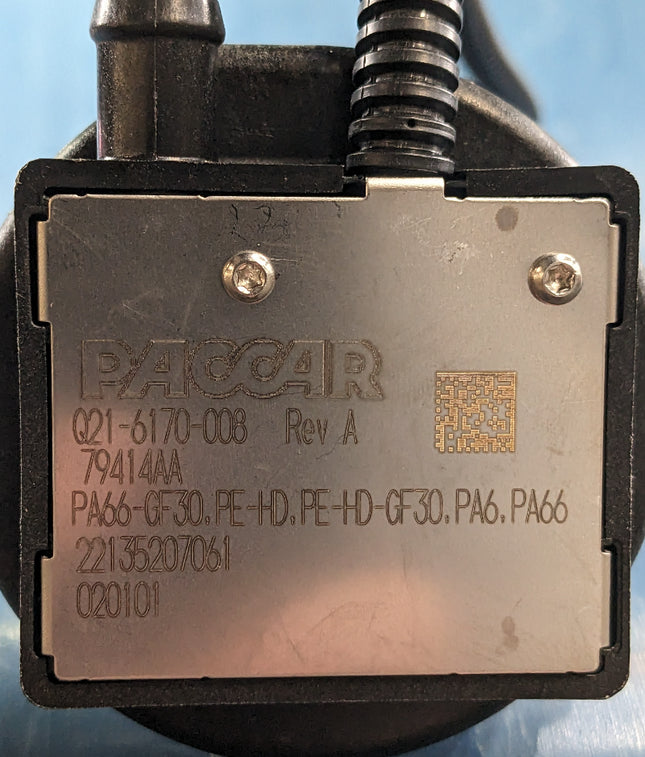 PACCAR
Q21-6170-008 Rev A
79414AA
PA66-GF30,PE-HD,PE-HD-GF30,PA6,PA66
22135207061
020101